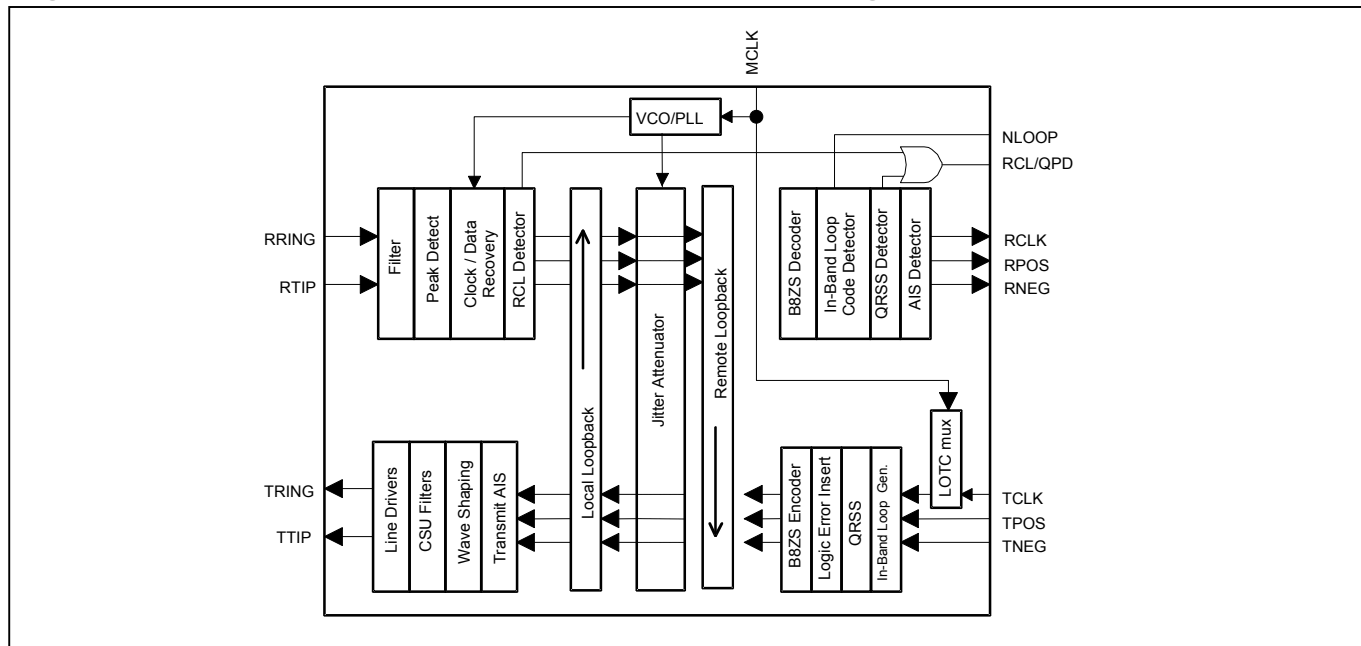 MCLK
VCO/PLL
NLOOP
RCL/QPD
RRING
RTIP
Filter
Peak Detect
Clock / Data
Recovery
RCL Detector
Local Loopback
Jitter Attenuator
Remote Loopback
B8ZS Decoder
In-Band Loop
Code Detector
QRSS Detector
AIS Detector
RCLK
RPOS
RNEG
TRING
TTIP
Line Drivers
CSU Filters
Wave Shaping
Transmit AIS
B8ZS Encoder
Logic Error Insert
QRSS
In-Band Loop Gen.
LOTC mux
TCLK
TPOS
TNEG